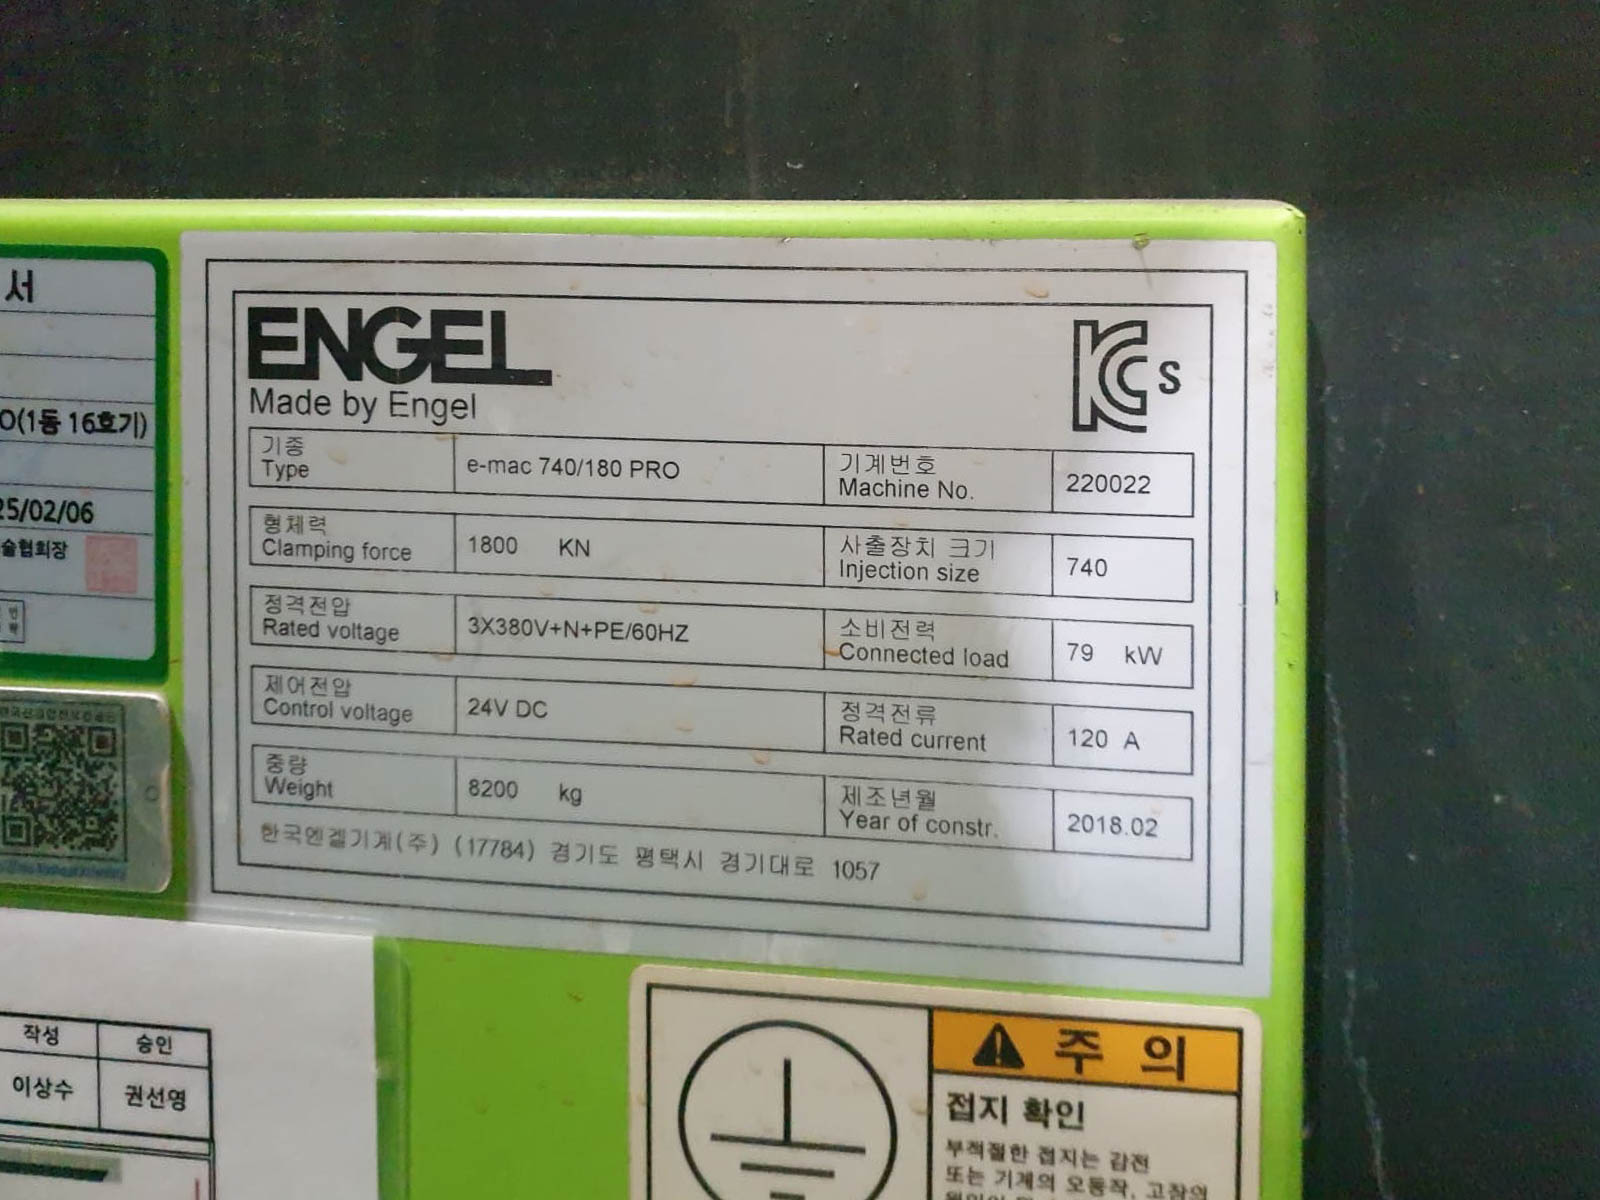 서
O(1동 16호기)
25/02/06
술협회장
ENGEL
Made by Engel
KCs
기종
Type
e-mac 740/180 PRO
기계번호
Machine No.
220022
형체력
Clamping force
1800 KN
사출장치 크기
Injection size
740
정격전압
Rated voltage
3X380V+N+PE/60HZ
소비전력
Connected load
79 kW
제어전압
Control voltage
24V DC
정격전류
Rated current
120 A
중량
Weight
8200 kg
제조년월
Year of constr.
2018.02
한국엔겔기계(주) (17784) 경기도 평택시 경기대로 1057
작성 승인
이상수 권선영
주 의
접지 확인
부적절한 접지는 감전
또는 기계의 오동작, 고장의